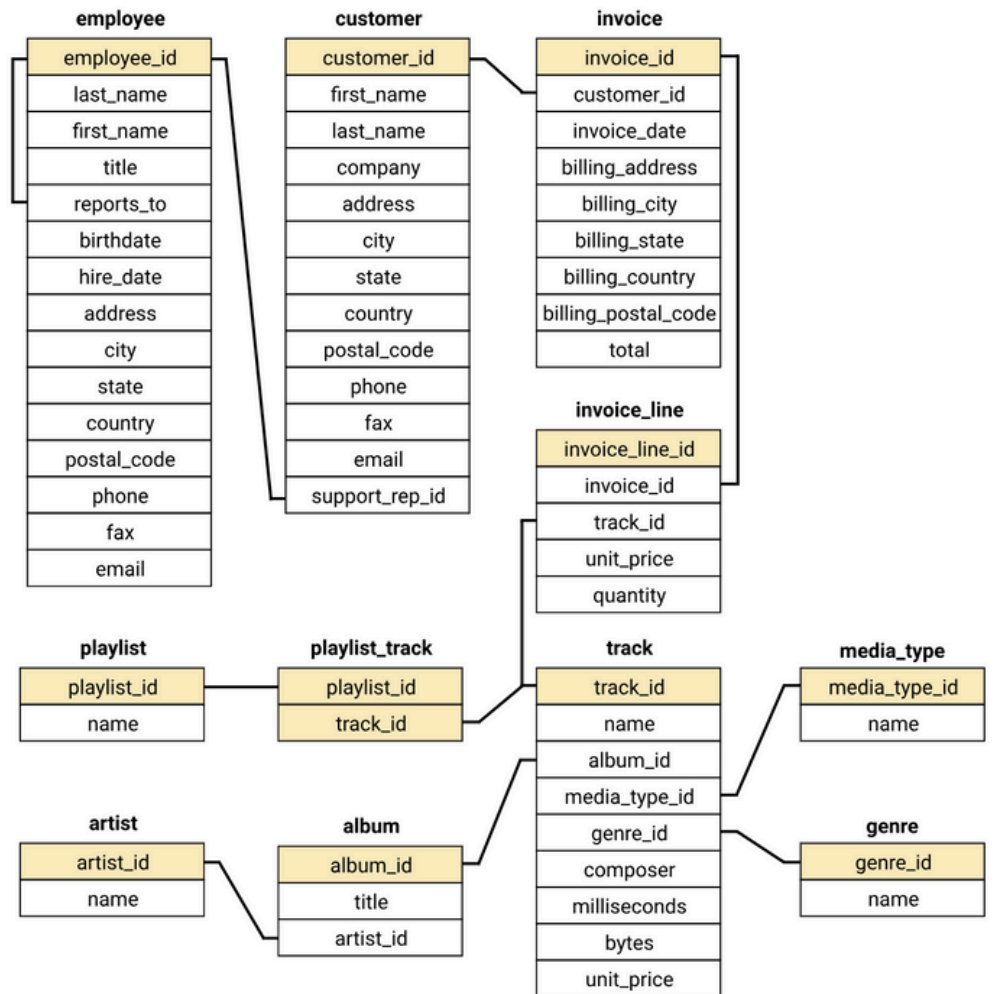 employee
employee_id
last_name
first_name
title
reports_to
birthdate
hire_date
address
city
state
country
postal_code
phone
fax
email
customer
customer_id
first_name
last_name
company
address
city
state
country
postal_code
phone
fax
email
support_rep_id
invoice
invoice_id
customer_id
invoice_date
billing_address
billing_city
billing_state
billing_country
billing_postal_code
total
invoice_line
invoice_line_id
invoice_id
track_id
unit_price
quantity
playlist
playlist_id
name
playlist_track
playlist_id
track_id
track
track_id
name
album_id
media_type_id
genre_id
composer
milliseconds
bytes
unit_price
media_type
media_type_id
name
artist
artist_id
name
album
album_id
title
artist_id
genre
genre_id
name